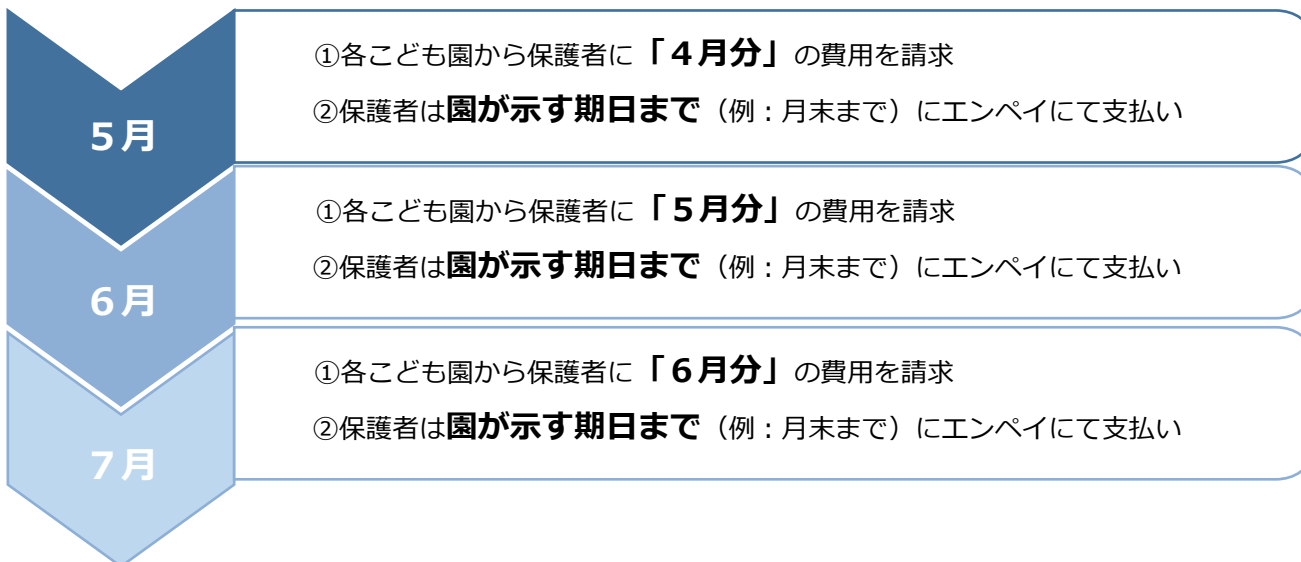 5月
①各こども園から保護者に「４月分」の費用を請求
②保護者は園が示す期日まで（例：月末まで）にエンペイにて支払い
6月
①各こども園から保護者に「５月分」の費用を請求
②保護者は園が示す期日まで（例：月末まで）にエンペイにて支払い
7月
①各こども園から保護者に「６月分」の費用を請求
②保護者は園が示す期日まで（例：月末まで）にエンペイにて支払い